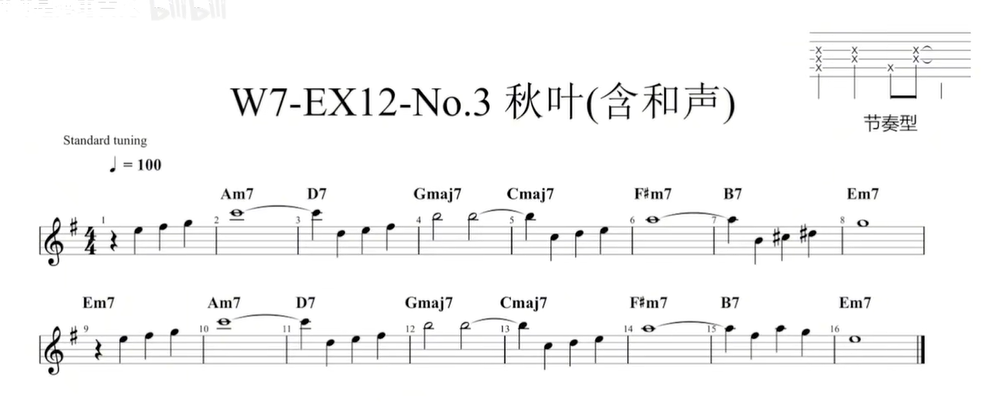 bilibili
W7-EX12-No.3 秋叶(含和声)
节奏型
Standard tuning
♩ = 100
Am7 D7 Gmaj7 Cmaj7 F♯m7 B7 Em7
1 2 3 4 5 6 7 8
Em7 Am7 D7 Gmaj7 Cmaj7 F♯m7 B7 Em7
9 10 11 12 13 14 15 16